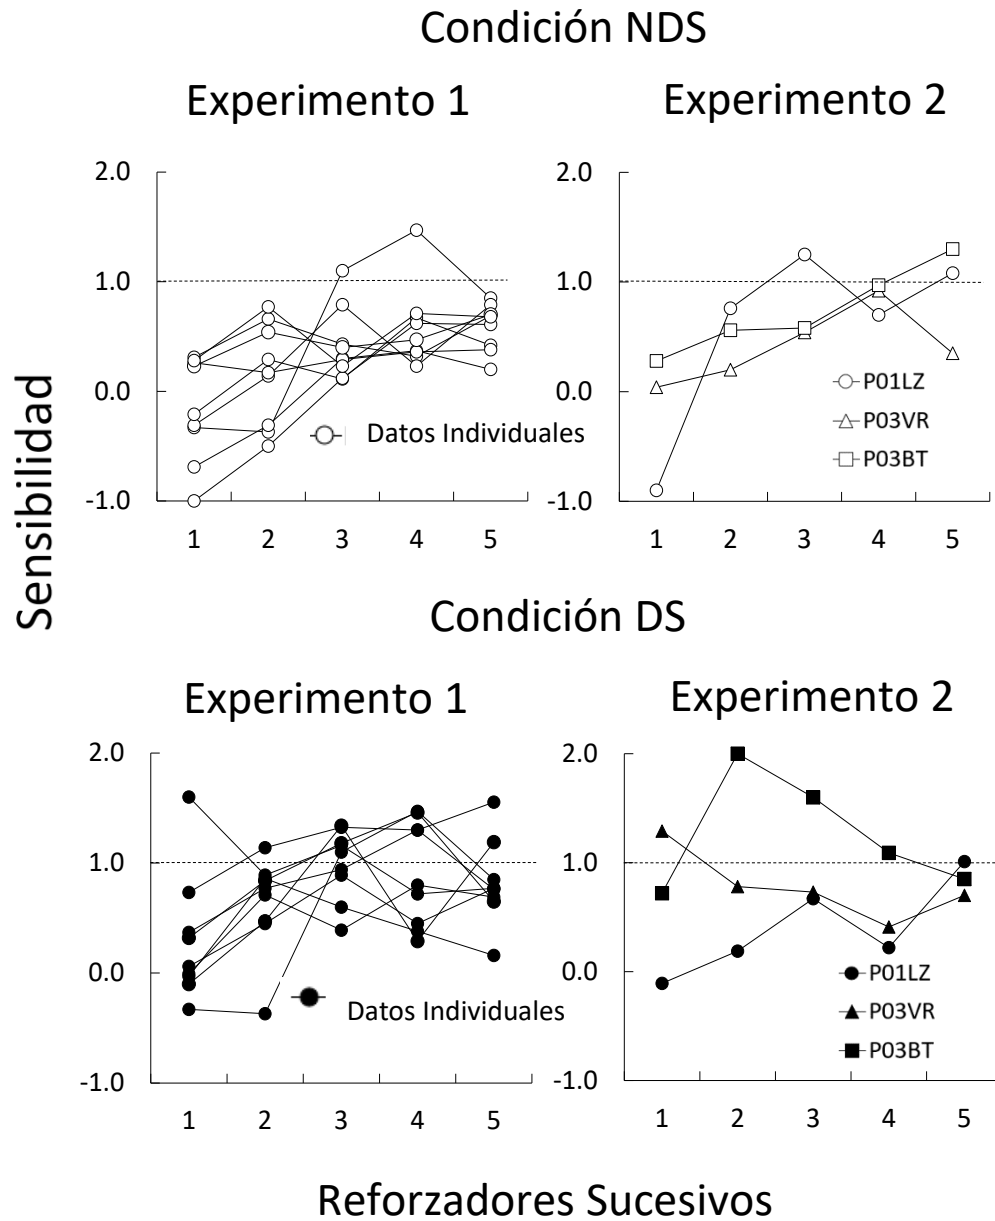 Condición NDS
Experimento 1
Experimento 2
2.0
1.0
0.0
-1.0
1 2 3 4 5
Datos Individuales
2.0
1.0
0.0
-1.0
1 2 3 4 5
P01LZ
P03VR
P03BT
Sensibilidad
Condición DS
Experimento 1
Experimento 2
2.0
1.0
0.0
-1.0
1 2 3 4 5
Datos Individuales
2.0
1.0
0.0
-1.0
1 2 3 4 5
P01LZ
P03VR
P03BT
Reforzadores Sucesivos